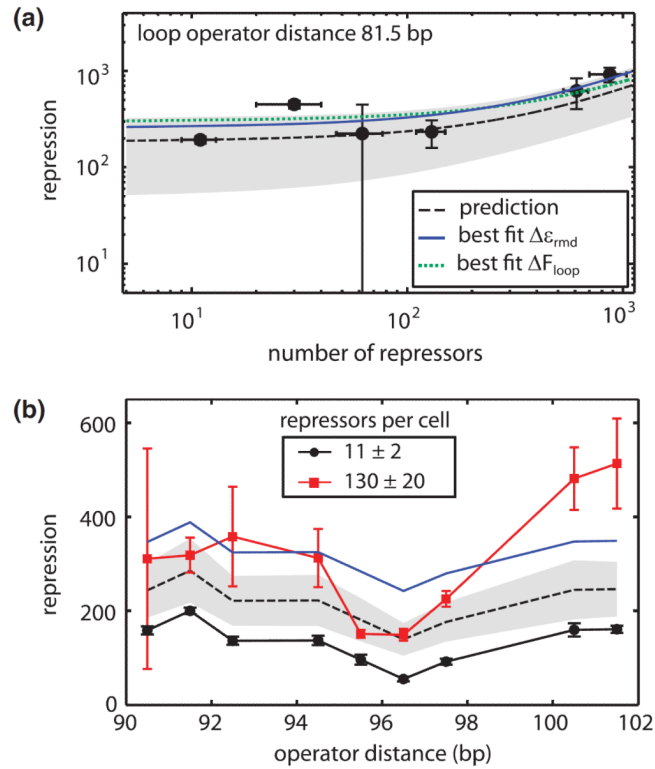 (a)
loop operator distance 81.5 bp
10³
10²
10¹
repression
prediction
best fit Δε_rmd
best fit ΔF_loop
10¹ 10² 10³
number of repressors
(b)
600
400
200
0
repression
repressors per cell
11 ± 2
130 ± 20
90 92 94 96 98 100 102
operator distance (bp)